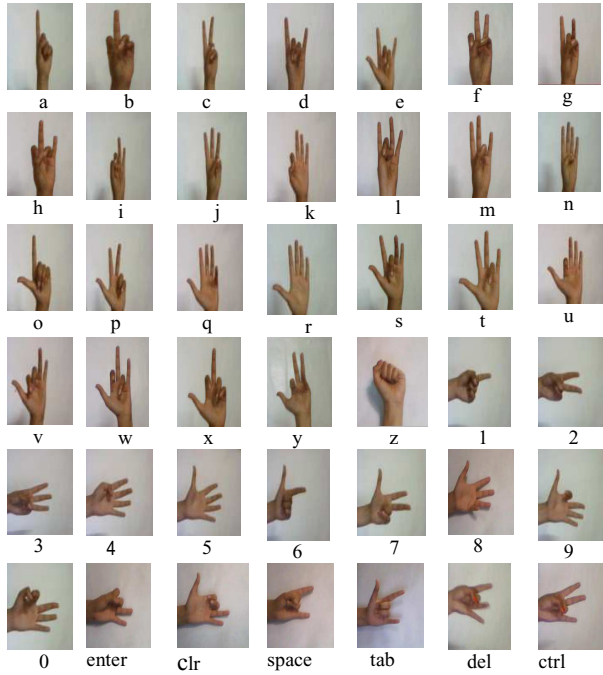 a b c d e f g
h i j k l m n
o p q r s t u
v w x y z 1 2
3 4 5 6 7 8 9
0 enter clr space tab del ctrl